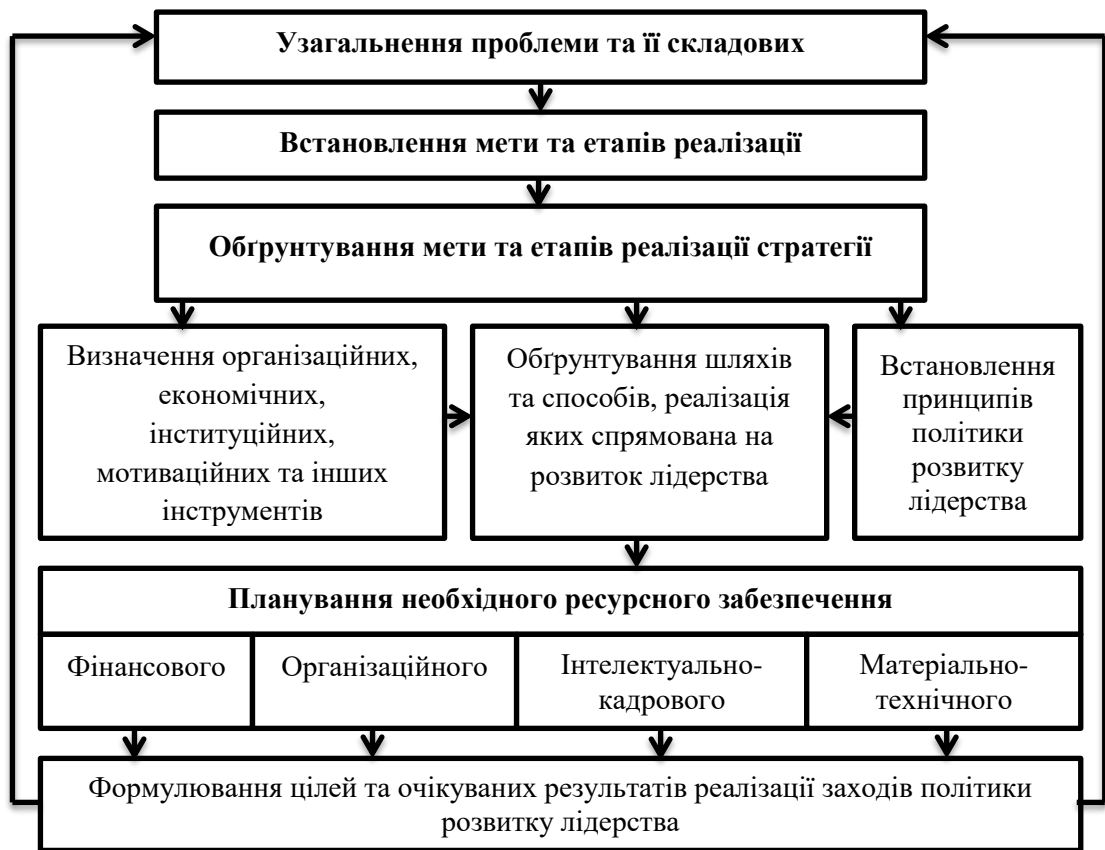 Узагальнення проблеми та її складових
Встановлення мети та етапів реалізації
Обґрунтування мети та етапів реалізації стратегії
Визначення організаційних,
економічних,
інституційних,
мотиваційних та інших
інструментів
Обґрунтування шляхів
та способів, реалізація
яких спрямована на
розвиток лідерства
Встановлення
принципів
політики
розвитку
лідерства
Планування необхідного ресурсного забезпечення
Фінансового
Організаційного
Інтелектуально-
кадрового
Матеріально-
технічного
Формулювання цілей та очікуваних результатів реалізації заходів політики
розвитку лідерства